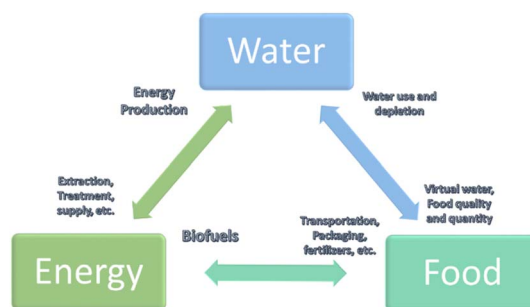 Water
Energy
Production
Water use and
depletion
Extraction,
Treatment,
supply, etc.
Virtual water,
Food quality
and quantity
Biofuels
Transportation,
Packaging,
fertilizers, etc.
Energy
Food